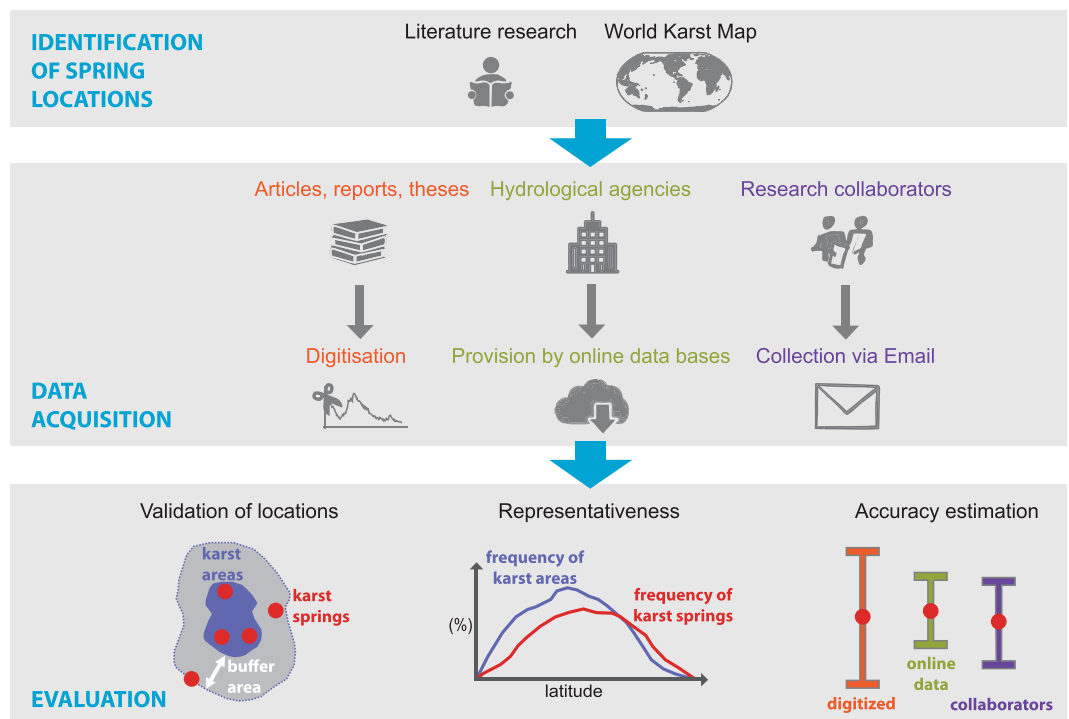 IDENTIFICATION
OF SPRING
LOCATIONS
Literature research
World Karst Map
Articles, reports, theses
Hydrological agencies
Research collaborators
Digitisation
Provision by online data bases
Collection via Email
DATA
ACQUISITION
Validation of locations
karst
areas
karst
springs
buffer
area
Representativeness
frequency of
karst areas
frequency of
karst springs
(%)
latitude
Accuracy estimation
digitized
online
data
collaborators
EVALUATION